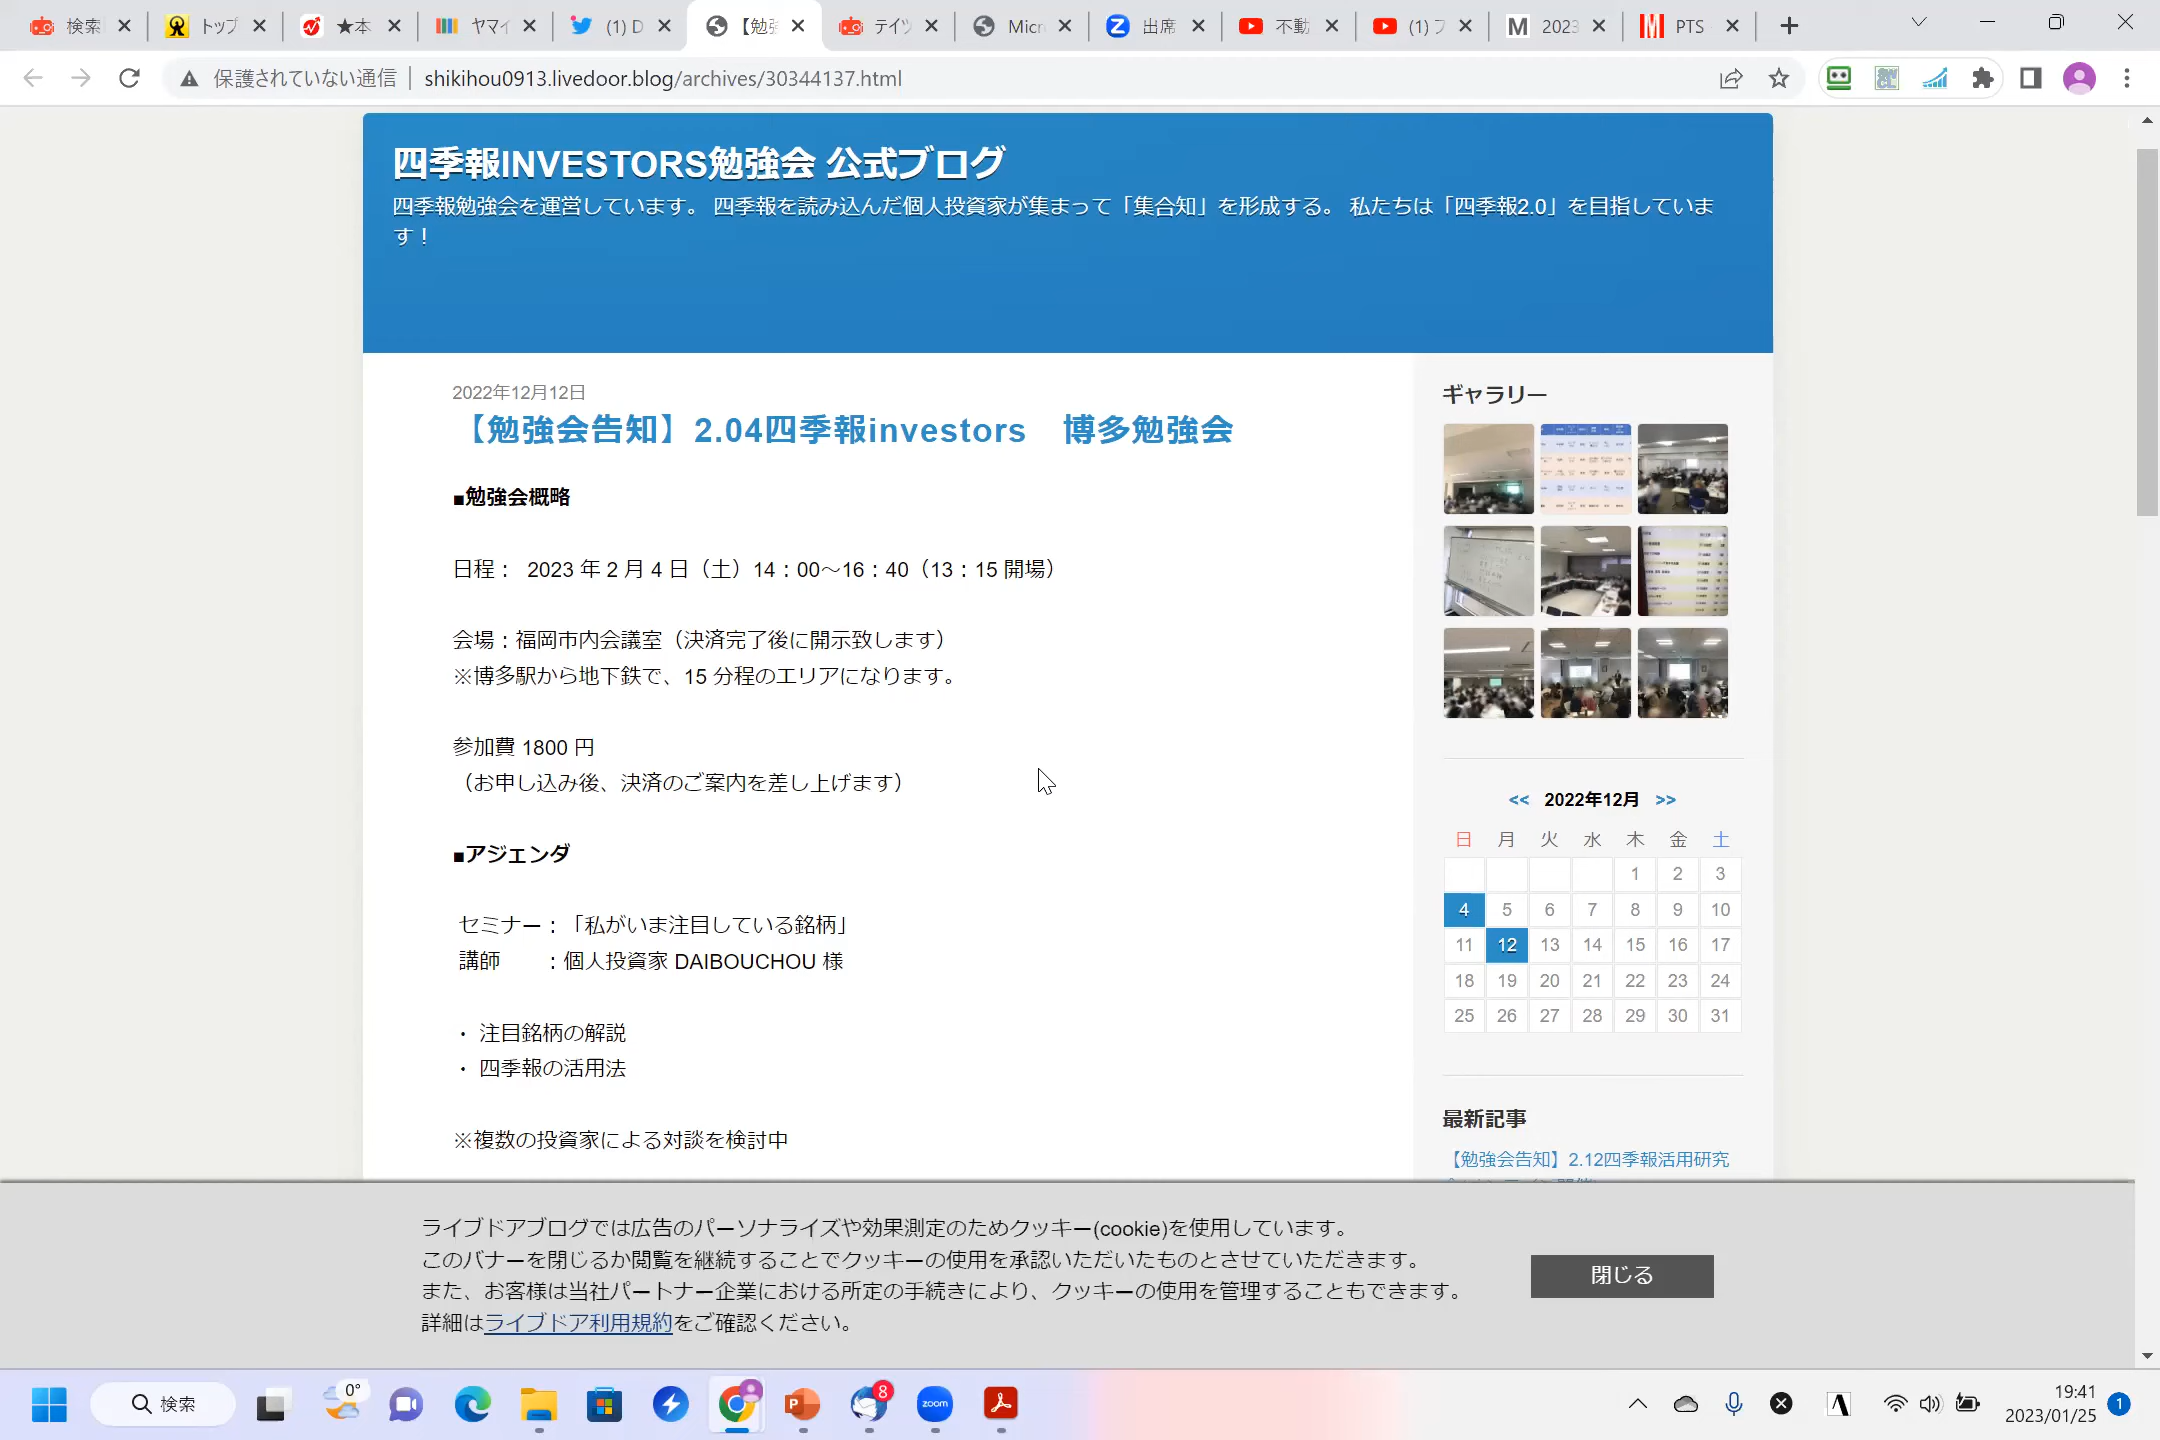 検索
トップ
★本
ヤマイ
(1) D
【勉強
テイツ
Micr
出席
不動
(1) フ
2023
PTS
保護されていない通信
shikihou0913.livedoor.blog/archives/30344137.html
四季報INVESTORS勉強会 公式ブログ
四季報勉強会を運営しています。 四季報を読み込んだ個人投資家が集まって「集合知」を形成する。 私たちは「四季報2.0」を目指していま
す！
2022年12月12日
【勉強会告知】2.04四季報investors　博多勉強会
■勉強会概略
日程： 2023 年 2 月 4 日（土）14：00～16：40（13：15 開場）
会場：福岡市内会議室（決済完了後に開示致します）
※博多駅から地下鉄で、15 分程のエリアになります。
参加費 1800 円
（お申し込み後、決済のご案内を差し上げます）
■アジェンダ
セミナー：「私がいま注目している銘柄」
講師　　：個人投資家 DAIBOUCHOU 様
・ 注目銘柄の解説
・ 四季報の活用法
※複数の投資家による対談を検討中
ギャラリー
<< 2022年12月 >>
日 月 火 水 木 金 土
1 2 3
4 5 6 7 8 9 10
11 12 13 14 15 16 17
18 19 20 21 22 23 24
25 26 27 28 29 30 31
最新記事
【勉強会告知】2.12四季報活用研究
ライブドアブログでは広告のパーソナライズや効果測定のためクッキー(cookie)を使用しています。
このバナーを閉じるか閲覧を継続することでクッキーの使用を承認いただいたものとさせていただきます。
また、お客様は当社パートナー企業における所定の手続きにより、クッキーの使用を管理することもできます。
詳細はライブドア利用規約をご確認ください。
閉じる
検索
0°
8
zoom
19:41
2023/01/25
1